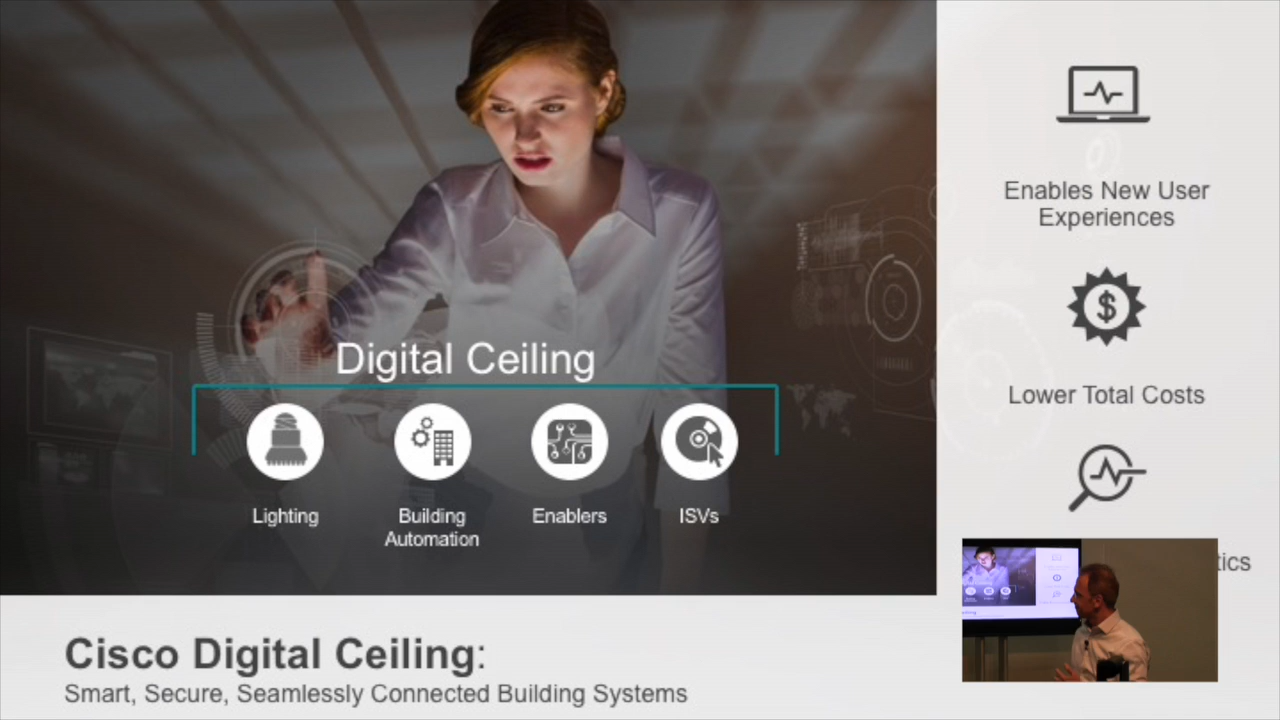 Digital Ceiling
Lighting
Building
Automation
Enablers
ISVs
Enables New User
Experiences
Lower Total Costs
Cisco Digital Ceiling:
Smart, Secure, Seamlessly Connected Building Systems